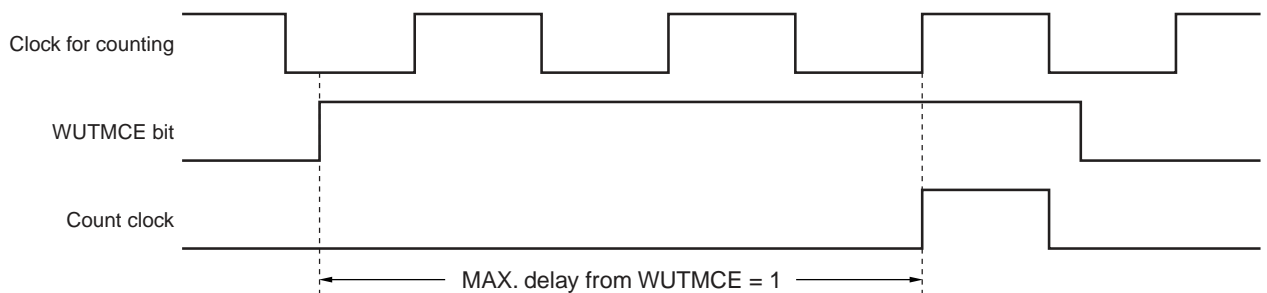 Clock for counting
WUTMCE bit
Count clock
MAX. delay from WUTMCE = 1